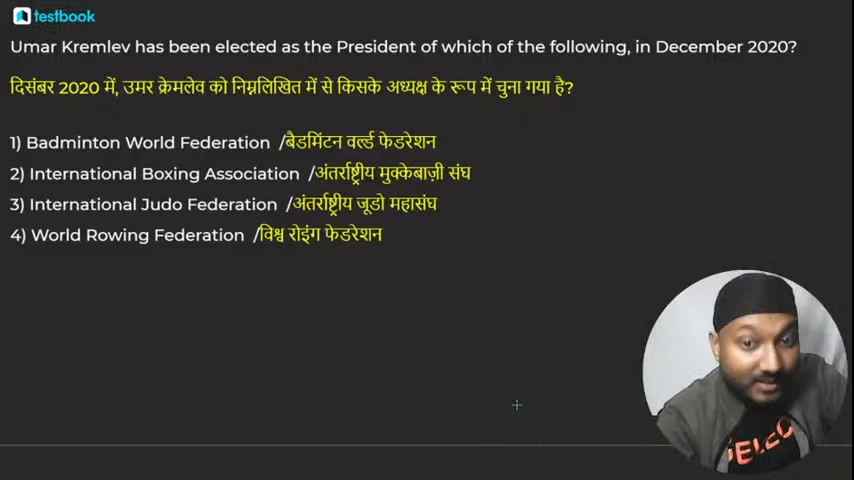 testbook
Umar Kremlev has been elected as the President of which of the following, in December 2020?
दिसंबर 2020 में, उमर क्रेमलेव को निम्नलिखित में से किसके अध्यक्ष के रूप में चुना गया है?
1) Badminton World Federation /बैडमिंटन वर्ल्ड फेडरेशन
2) International Boxing Association /अंतर्राष्ट्रीय मुक्केबाज़ी संघ
3) International Judo Federation /अंतर्राष्ट्रीय जूडो महासंघ
4) World Rowing Federation /विश्व रोइंग फेडरेशन